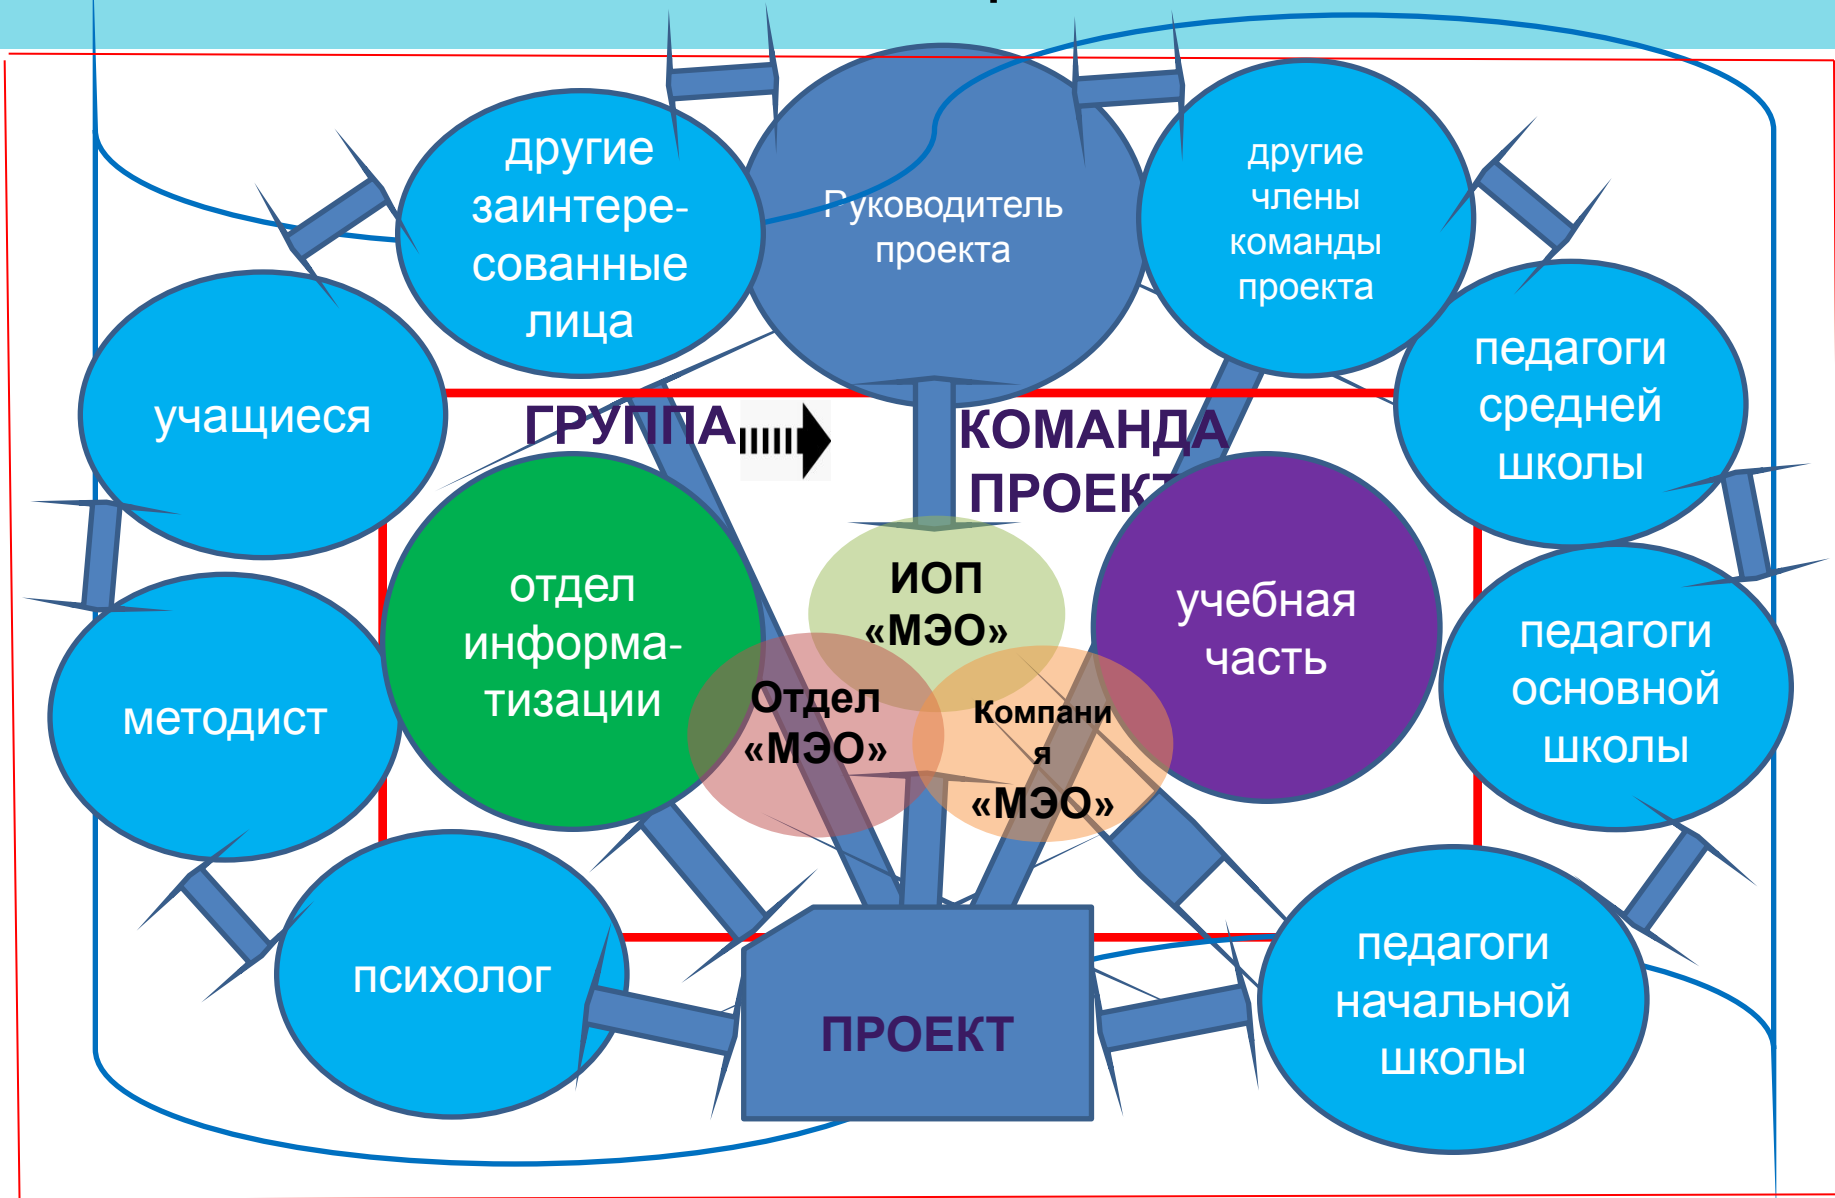 другие
заинтере-
сованные
лица
Руководитель
проекта
другие
члены
команды
проекта
учащиеся
педагоги
средней
школы
ГРУППА
КОМАНДА
ПРОЕКТ
отдел
информа-
тизации
ИОП
«МЭО»
учебная
часть
методист
Отдел
«МЭО»
Компани
я
«МЭО»
педагоги
основной
школы
психолог
ПРОЕКТ
педагоги
начальной
школы